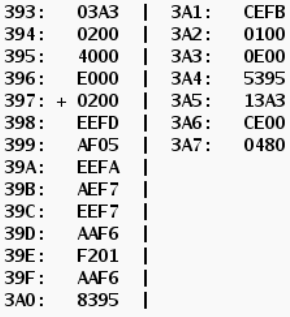 393: 03A3 | 3A1: CEFB
394: 0200 | 3A2: 0100
395: 4000 | 3A3: 0E00
396: E000 | 3A4: 5395
397: + 0200 | 3A5: 13A3
398: EEFD | 3A6: CE00
399: AF05 | 3A7: 0480
39A: EEFA |
39B: AEF7 |
39C: EEF7 |
39D: AAF6 |
39E: F201 |
39F: AAF6 |
3A0: 8395 |